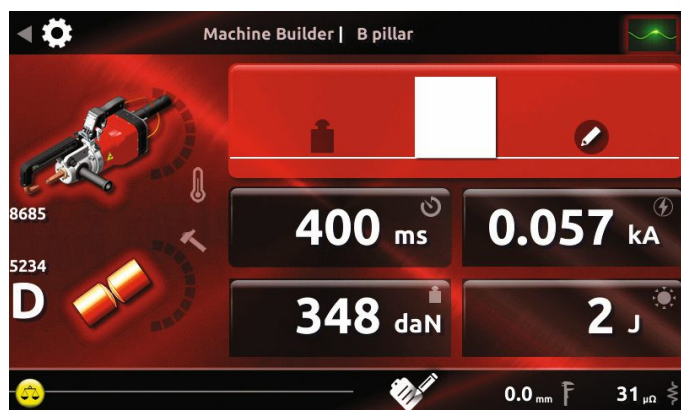 Machine Builder | B pillar
8685
400 ms
0.057 kA
5234
D
348 daN
2 J
0.0 mm
31 µΩ